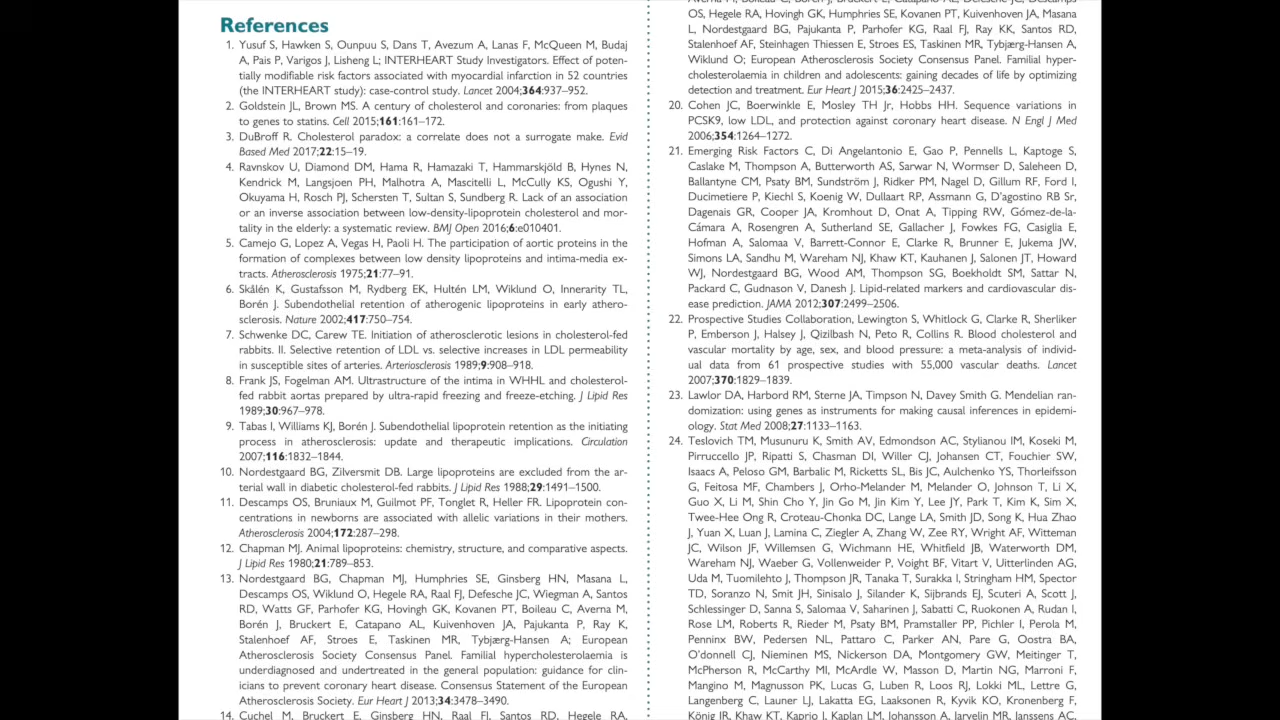 References
1. Yusuf S, Hawken S, Ounpuu S, Dans T, Avezum A, Lanas F, McQueen M, Budaj
A, Pais P, Varigos J, Lisheng L; INTERHEART Study Investigators. Effect of poten-
tially modifiable risk factors associated with myocardial infarction in 52 countries
(the INTERHEART study): case-control study. Lancet 2004;364:937–952.
2. Goldstein JL, Brown MS. A century of cholesterol and coronaries: from plaques
to genes to statins. Cell 2015;161:161–172.
3. DuBroff R. Cholesterol paradox: a correlate does not a surrogate make. Evid
Based Med 2017;22:15–19.
4. Ravnskov U, Diamond DM, Hama R, Hamazaki T, Hammarskjöld B, Hynes N,
Kendrick M, Langsjoen PH, Malhotra A, Mascitelli L, McCully KS, Ogushi Y,
Okuyama H, Rosch PJ, Schersten T, Sultan S, Sundberg R. Lack of an association
or an inverse association between low-density-lipoprotein cholesterol and mor-
tality in the elderly: a systematic review. BMJ Open 2016;6:e010401.
5. Camejo G, Lopez A, Vegas H, Paoli H. The participation of aortic proteins in the
formation of complexes between low density lipoproteins and intima-media ex-
tracts. Atherosclerosis 1975;21:77–91.
6. Skålén K, Gustafsson M, Rydberg EK, Hultén LM, Wiklund O, Innerarity TL,
Borén J. Subendothelial retention of atherogenic lipoproteins in early athero-
sclerosis. Nature 2002;417:750–754.
7. Schwenke DC, Carew TE. Initiation of atherosclerotic lesions in cholesterol-fed
rabbits. II. Selective retention of LDL vs. selective increases in LDL permeability
in susceptible sites of arteries. Arteriosclerosis 1989;9:908–918.
8. Frank JS, Fogelman AM. Ultrastructure of the intima in WHHL and cholesterol-
fed rabbit aortas prepared by ultra-rapid freezing and freeze-etching. J Lipid Res
1989;30:967–978.
9. Tabas I, Williams KJ, Borén J. Subendothelial lipoprotein retention as the initiating
process in atherosclerosis: update and therapeutic implications. Circulation
2007;116:1832–1844.
10. Nordestgaard BG, Zilversmit DB. Large lipoproteins are excluded from the ar-
terial wall in diabetic cholesterol-fed rabbits. J Lipid Res 1988;29:1491–1500.
11. Descamps OS, Bruniaux M, Guilmot PF, Tonglet R, Heller FR. Lipoprotein con-
centrations in newborns are associated with allelic variations in their mothers.
Atherosclerosis 2004;172:287–298.
12. Chapman MJ. Animal lipoproteins: chemistry, structure, and comparative aspects.
J Lipid Res 1980;21:789–853.
13. Nordestgaard BG, Chapman MJ, Humphries SE, Ginsberg HN, Masana L,
Descamps OS, Wiklund O, Hegele RA, Raal FJ, Defesche JC, Wiegman A, Santos
RD, Watts GF, Parhofer KG, Hovingh GK, Kovanen PT, Boileau C, Averna M,
Borén J, Bruckert E, Catapano AL, Kuivenhoven JA, Pajukanta P, Ray K,
Stalenhoef AF, Stroes E, Taskinen MR, Tybjærg-Hansen A; European
Atherosclerosis Society Consensus Panel. Familial hypercholesterolaemia is
underdiagnosed and undertreated in the general population: guidance for clin-
icians to prevent coronary heart disease. Consensus Statement of the European
Atherosclerosis Society. Eur Heart J 2013;34:3478–3490.
14. Cuchel M, Bruckert E, Ginsberg HN, Raal FJ, Santos RD, Hegele RA,
Averna M, Boileau C, Borén J, Bruckert E, Catapano AL, Defesche JC, Descamps
OS, Hegele RA, Hovingh GK, Humphries SE, Kovanen PT, Kuivenhoven JA, Masana
L, Nordestgaard BG, Pajukanta P, Parhofer KG, Raal FJ, Ray KK, Santos RD,
Stalenhoef AF, Steinhagen Thiessen E, Stroes ES, Taskinen MR, Tybjærg-Hansen A,
Wiklund O; European Atherosclerosis Society Consensus Panel. Familial hyper-
cholesterolaemia in children and adolescents: gaining decades of life by optimizing
detection and treatment. Eur Heart J 2015;36:2425–2437.
20. Cohen JC, Boerwinkle E, Mosley TH Jr, Hobbs HH. Sequence variations in
PCSK9, low LDL, and protection against coronary heart disease. N Engl J Med
2006;354:1264–1272.
21. Emerging Risk Factors C, Di Angelantonio E, Gao P, Pennells L, Kaptoge S,
Caslake M, Thompson A, Butterworth AS, Sarwar N, Wormser D, Saleheen D,
Ballantyne CM, Psaty BM, Sundström J, Ridker PM, Nagel D, Gillum RF, Ford I,
Ducimetiere P, Kiechl S, Koenig W, Dullaart RP, Assmann G, D’agostino RB Sr,
Dagenais GR, Cooper JA, Kromhout D, Onat A, Tipping RW, Gómez-de-la-
Cámara A, Rosengren A, Sutherland SE, Gallacher J, Fowkes FG, Casiglia E,
Hofman A, Salomaa V, Barrett-Connor E, Clarke R, Brunner E, Jukema JW,
Simons LA, Sandhu M, Wareham NJ, Khaw KT, Kauhanen J, Salonen JT, Howard
WJ, Nordestgaard BG, Wood AM, Thompson SG, Boekholdt SM, Sattar N,
Packard C, Gudnason V, Danesh J. Lipid-related markers and cardiovascular dis-
ease prediction. JAMA 2012;307:2499–2506.
22. Prospective Studies Collaboration, Lewington S, Whitlock G, Clarke R, Sherliker
P, Emberson J, Halsey J, Qizilbash N, Peto R, Collins R. Blood cholesterol and
vascular mortality by age, sex, and blood pressure: a meta-analysis of individ-
ual data from 61 prospective studies with 55,000 vascular deaths. Lancet
2007;370:1829–1839.
23. Lawlor DA, Harbord RM, Sterne JA, Timpson N, Davey Smith G. Mendelian ran-
domization: using genes as instruments for making causal inferences in epidemi-
ology. Stat Med 2008;27:1133–1163.
24. Teslovich TM, Musunuru K, Smith AV, Edmondson AC, Stylianou IM, Koseki M,
Pirruccello JP, Ripatti S, Chasman DI, Willer CJ, Johansen CT, Fouchier SW,
Isaacs A, Peloso GM, Barbalic M, Ricketts SL, Bis JC, Aulchenko YS, Thorleifsson
G, Feitosa MF, Chambers J, Orho-Melander M, Melander O, Johnson T, Li X,
Guo X, Li M, Shin Cho Y, Jin Go M, Jin Kim Y, Lee JY, Park T, Kim K, Sim X,
Twee-Hee Ong R, Croteau-Chonka DC, Lange LA, Smith JD, Song K, Hua Zhao
J, Yuan X, Luan J, Lamina C, Ziegler A, Zhang W, Zee RY, Wright AF, Witteman
JC, Wilson JF, Willemsen G, Wichmann HE, Whitfield JB, Waterworth DM,
Wareham NJ, Waeber G, Vollenweider P, Voight BF, Vitart V, Uitterlinden AG,
Uda M, Tuomilehto J, Thompson JR, Tanaka T, Surakka I, Stringham HM, Spector
TD, Soranzo N, Smit JH, Sinisalo J, Silander K, Sijbrands EJ, Scuteri A, Scott J,
Schlessinger D, Sanna S, Salomaa V, Saharinen J, Sabatti C, Ruokonen A, Rudan I,
Rose LM, Roberts R, Rieder M, Psaty BM, Pramstaller PP, Pichler I, Perola M,
Penninx BW, Pedersen NL, Pattaro C, Parker AN, Pare G, Oostra BA,
O’donnell CJ, Nieminen MS, Nickerson DA, Montgomery GW, Meitinger T,
McPherson R, McCarthy MI, McArdle W, Masson D, Martin NG, Marroni F,
Mangino M, Magnusson PK, Lucas G, Luben R, Loos RJ, Lokki ML, Lettre G,
Langenberg C, Launer LJ, Lakatta EG, Laaksonen R, Kyvik KO, Kronenberg F,
König IR, Khaw KT, Kaprio J, Kaplan LM, Johansson A, Jarvelin MR, Janssens AC,